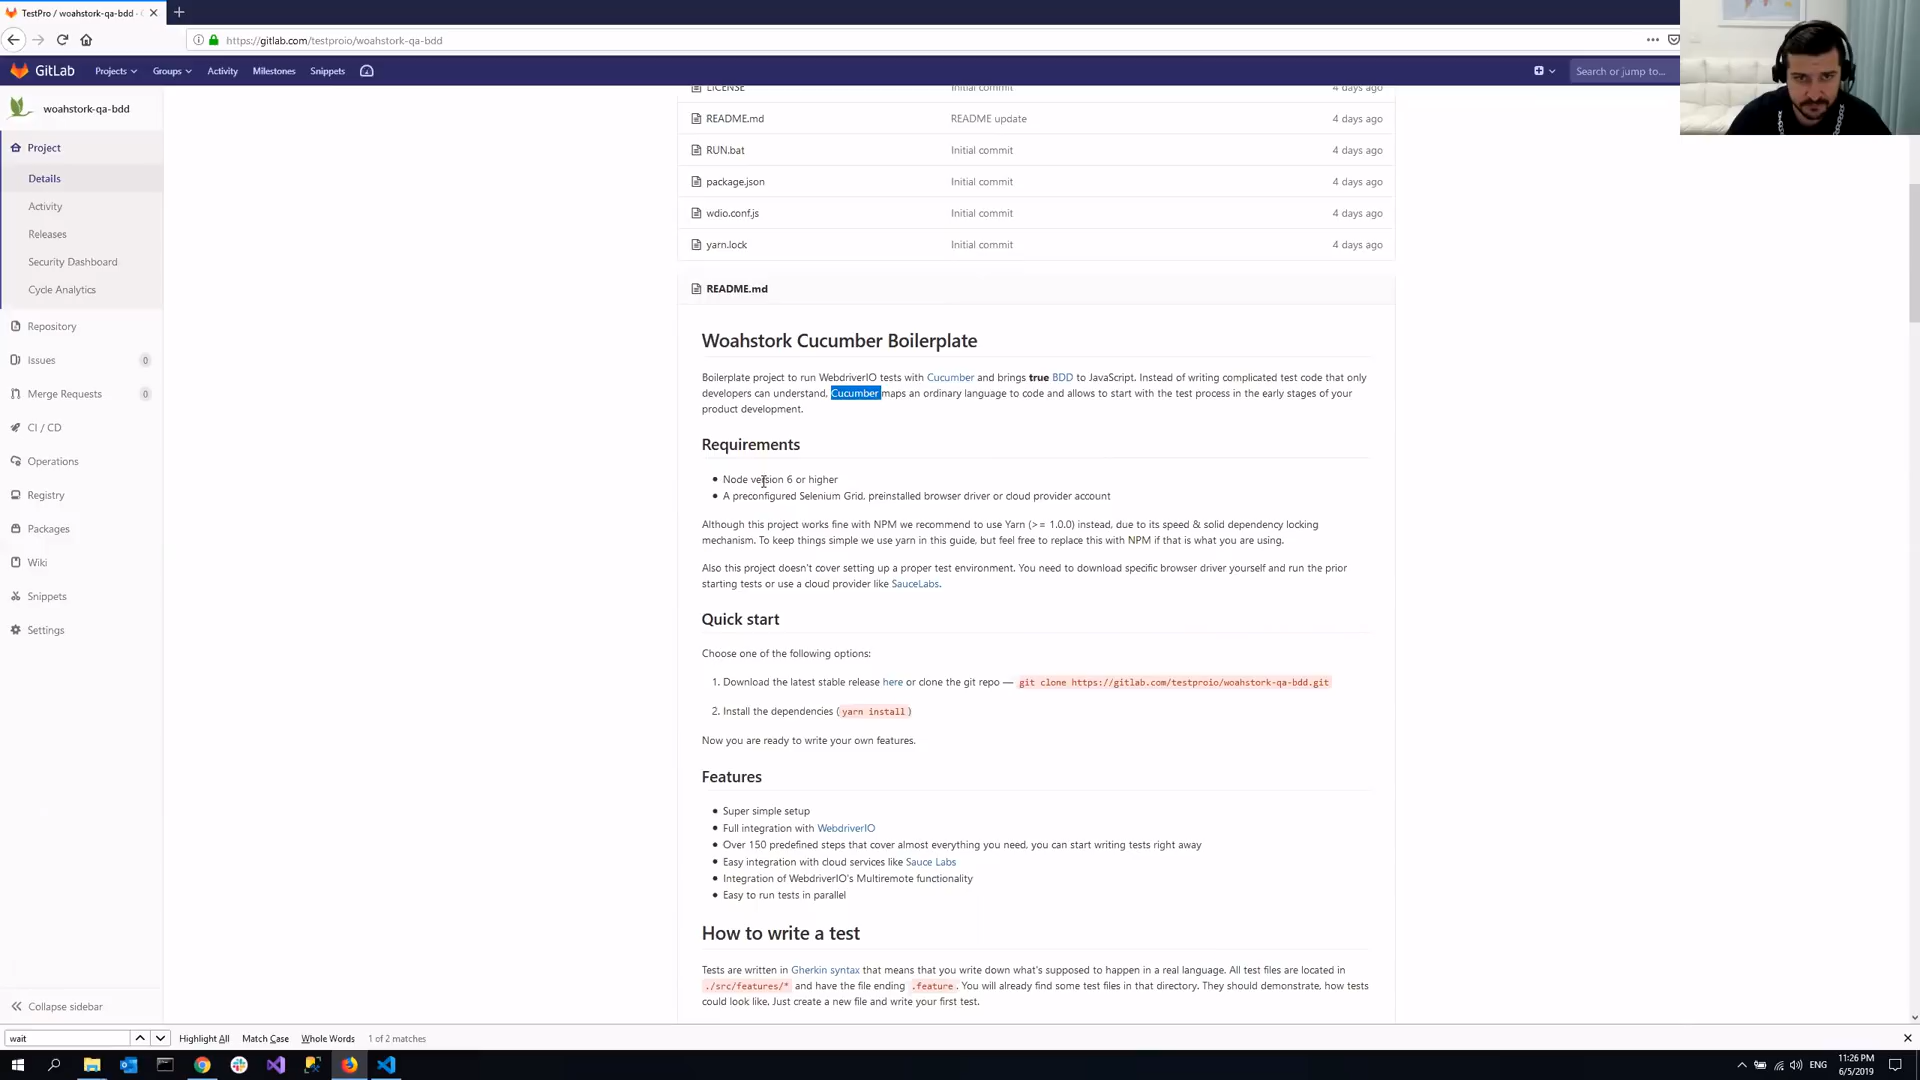 TestPro / woahstork-qa-bdd ·
https://gitlab.com/testproio/woahstork-qa-bdd
GitLab Projects Groups Activity Milestones Snippets Search or jump to...
woahstork-qa-bdd
Project
Details
Activity
Releases
Security Dashboard
Cycle Analytics
Repository
Issues 0
Merge Requests 0
CI / CD
Operations
Registry
Packages
Wiki
Snippets
Settings
Collapse sidebar
LICENSE Initial commit 4 days ago
README.md README update 4 days ago
RUN.bat Initial commit 4 days ago
package.json Initial commit 4 days ago
wdio.conf.js Initial commit 4 days ago
yarn.lock Initial commit 4 days ago
README.md
Woahstork Cucumber Boilerplate
Boilerplate project to run WebdriverIO tests with Cucumber and brings true BDD to JavaScript. Instead of writing complicated test code that only
developers can understand, Cucumber maps an ordinary language to code and allows to start with the test process in the early stages of your
product development.
Requirements
• Node version 6 or higher
• A preconfigured Selenium Grid, preinstalled browser driver or cloud provider account
Although this project works fine with NPM we recommend to use Yarn (>= 1.0.0) instead, due to its speed & solid dependency locking
mechanism. To keep things simple we use yarn in this guide, but feel free to replace this with NPM if that is what you are using.
Also this project doesn't cover setting up a proper test environment. You need to download specific browser driver yourself and run the prior
starting tests or use a cloud provider like SauceLabs.
Quick start
Choose one of the following options:
1. Download the latest stable release here or clone the git repo — git clone https://gitlab.com/testproio/woahstork-qa-bdd.git
2. Install the dependencies (yarn install)
Now you are ready to write your own features.
Features
• Super simple setup
• Full integration with WebdriverIO
• Over 150 predefined steps that cover almost everything you need, you can start writing tests right away
• Easy integration with cloud services like Sauce Labs
• Integration of WebdriverIO's Multiremote functionality
• Easy to run tests in parallel
How to write a test
Tests are written in Gherkin syntax that means that you write down what's supposed to happen in a real language. All test files are located in
./src/features/* and have the file ending .feature. You will already find some test files in that directory. They should demonstrate, how tests
could look like. Just create a new file and write your first test.
wait Highlight All Match Case Whole Words 1 of 2 matches
ENG 11:26 PM
6/5/2019